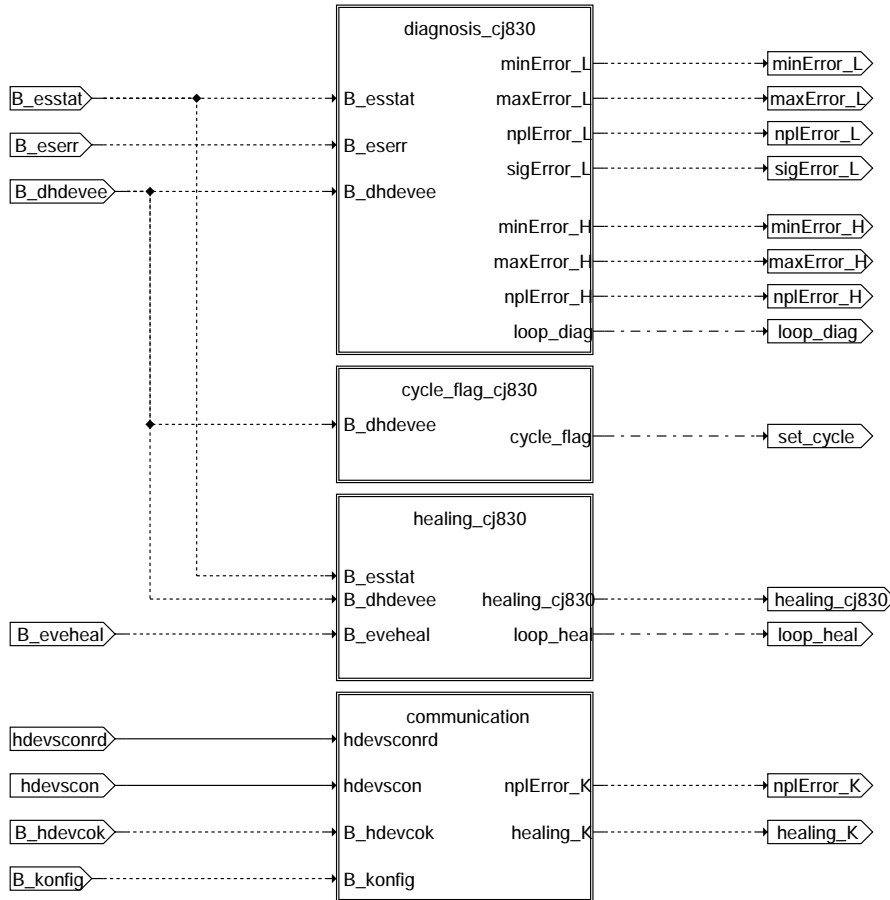 diagnosis_cj830
minError_L minError_L
B_esstat B_esstat maxError_L maxError_L
nplError_L nplError_L
B_eserr B_eserr
sigError_L sigError_L
B_dhdevee B_dhdevee
minError_H minError_H
maxError_H maxError_H
nplError_H nplError_H
loop_diag loop_diag
cycle_flag_cj830
B_dhdevee
cycle_flag set_cycle
healing_cj830
B_esstat
B_dhdevee healing_cj830 healing_cj830
B_eveheal B_eveheal loop_heal loop_heal
communication
hdevsconrd hdevsconrd
hdevscon hdevscon nplError_K nplError_K
B_hdevcok B_hdevcok healing_K healing_K
B_konfig B_konfig